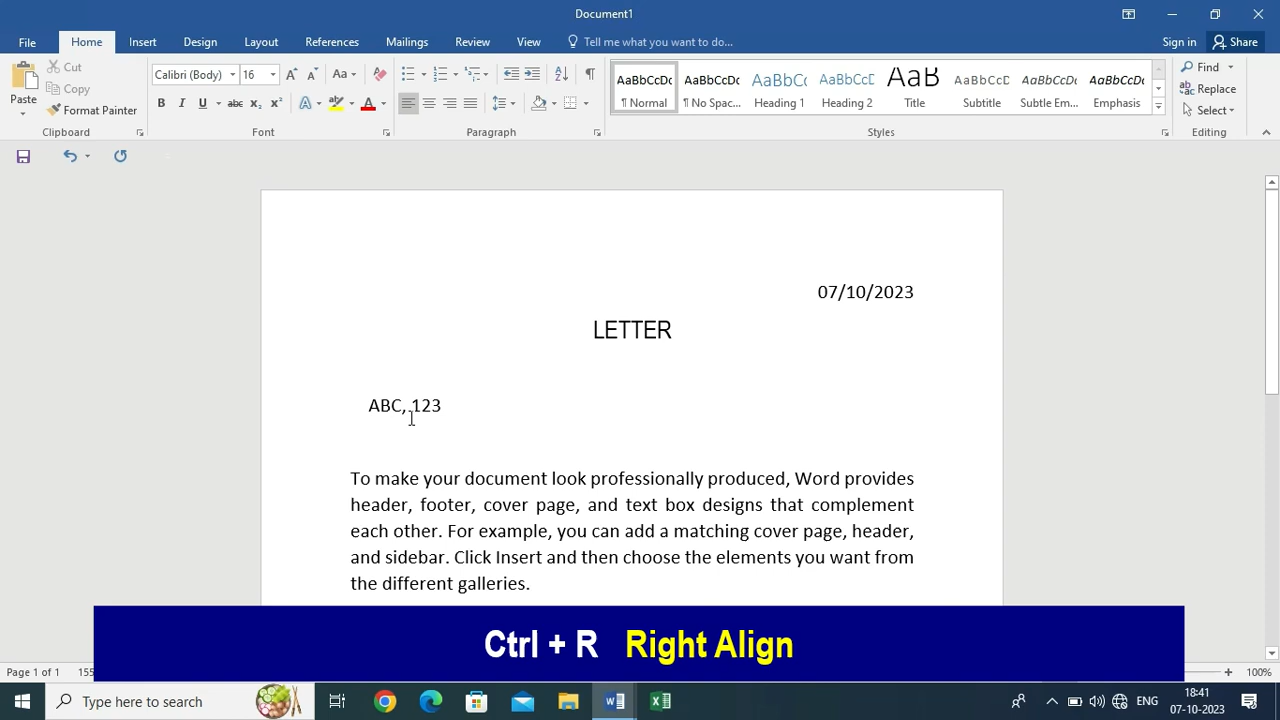 Document1
File Home Insert Design Layout References Mailings Review View Tell me what you want to do... Sign in Share
Paste Cut Copy Format Painter
Clipboard
Calibri (Body) 16
Font
Paragraph
AaBbCcDc ¶ Normal
AaBbCcDc ¶ No Spac...
AaBbCc Heading 1
AaBbCcD Heading 2
AaB Title
AaBbCcD Subtitle
AaBbCcDc Subtle Em...
AaBbCcDc Emphasis
Styles
Find
Replace
Select
Editing
07/10/2023
LETTER
ABC, 123
To make your document look professionally produced, Word provides
header, footer, cover page, and text box designs that complement
each other. For example, you can add a matching cover page, header,
and sidebar. Click Insert and then choose the elements you want from
the different galleries.
Ctrl + R Right Align
Page 1 of 1 155 100%
Type here to search
ENG
18:41
07-10-2023